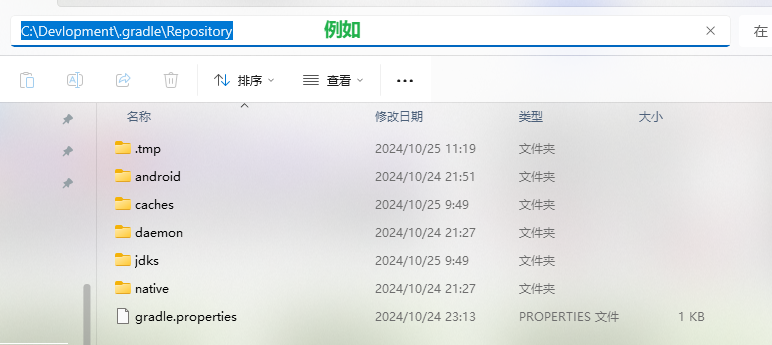 C:\Devlopment\.gradle\Repository 例如 在
排序 查看
名称 修改日期 类型 大小
.tmp 2024/10/25 11:19 文件夹
android 2024/10/24 21:51 文件夹
caches 2024/10/25 9:49 文件夹
daemon 2024/10/24 21:27 文件夹
jdks 2024/10/25 9:49 文件夹
native 2024/10/24 21:27 文件夹
gradle.properties 2024/10/24 23:13 PROPERTIES 文件 1 KB